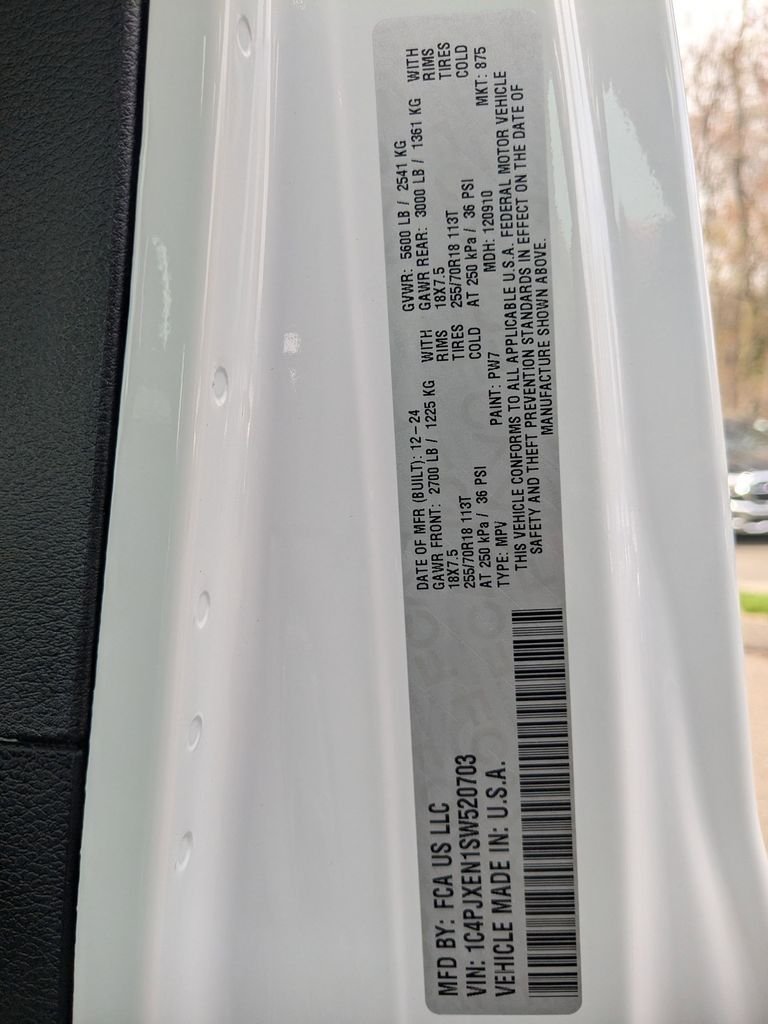 MFD BY: FCA US LLC
VIN: 1C4PJXEN1SW520703
VEHICLE MADE IN: U.S.A.
DATE OF MFR (BUILT): 12-24 GVWR: 5600 LB / 2541 KG
GAWR FRONT: 2700 LB / 1225 KG WITH GAWR REAR: 3000 LB / 1361 KG WITH
18X7.5 RIMS 18X7.5 RIMS
255/70R18 113T TIRES 255/70R18 113T TIRES
AT 250 kPa / 36 PSI COLD AT 250 kPa / 36 PSI COLD
TYPE: MPV PAINT: PW7 MDH: 120910 MKT: 875
THIS VEHICLE CONFORMS TO ALL APPLICABLE U.S.A. FEDERAL MOTOR VEHICLE
SAFETY AND THEFT PREVENTION STANDARDS IN EFFECT ON THE DATE OF
MANUFACTURE SHOWN ABOVE.